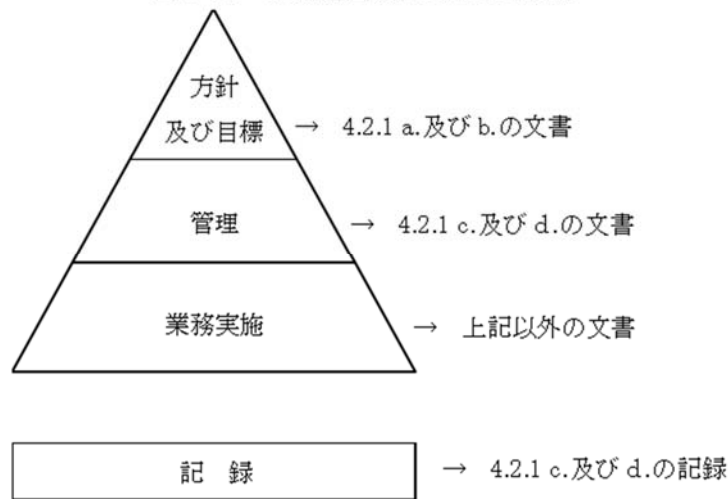 方針
及び目標 → 4.2.1 a.及び b.の文書
管理 → 4.2.1 c.及び d.の文書
業務実施 → 上記以外の文書
記 録 → 4.2.1 c.及び d.の記録